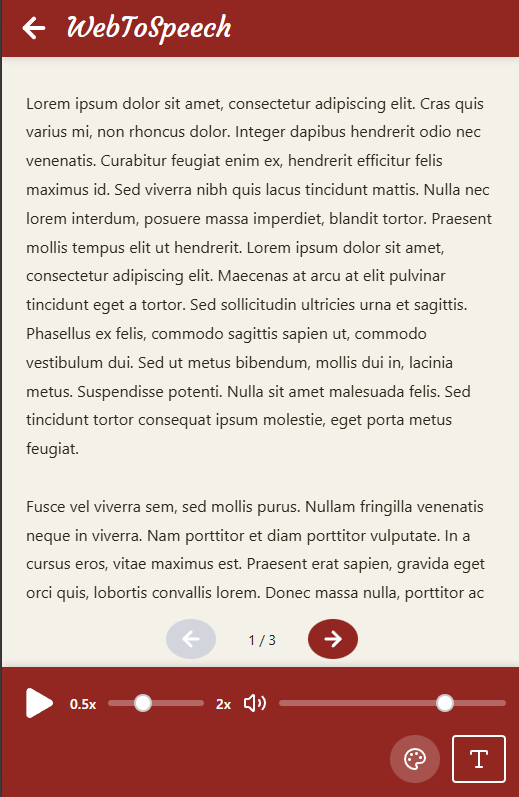 WebToSpeech
Lorem ipsum dolor sit amet, consectetur adipiscing elit. Cras quis
varius mi, non rhoncus dolor. Integer dapibus hendrerit odio nec
venenatis. Curabitur feugiat enim ex, hendrerit efficitur felis
maximus id. Sed viverra nibh quis lacus tincidunt mattis. Nulla nec
lorem interdum, posuere massa imperdiet, blandit tortor. Praesent
mollis tempus elit ut hendrerit. Lorem ipsum dolor sit amet,
consectetur adipiscing elit. Maecenas at arcu at elit pulvinar
tincidunt eget a tortor. Sed sollicitudin ultricies urna et sagittis.
Phasellus ex felis, commodo sagittis sapien ut, commodo
vestibulum dui. Sed ut metus bibendum, mollis dui in, lacinia
metus. Suspendisse potenti. Nulla sit amet malesuada felis. Sed
tincidunt tortor consequat ipsum molestie, eget porta metus
feugiat.
Fusce vel viverra sem, sed mollis purus. Nullam fringilla venenatis
neque in viverra. Nam porttitor et diam porttitor vulputate. In a
cursus eros, vitae maximus est. Praesent erat sapien, gravida eget
orci quis, lobortis convallis lorem. Donec massa nulla, porttitor ac
1 / 3
0.5x 2x
T